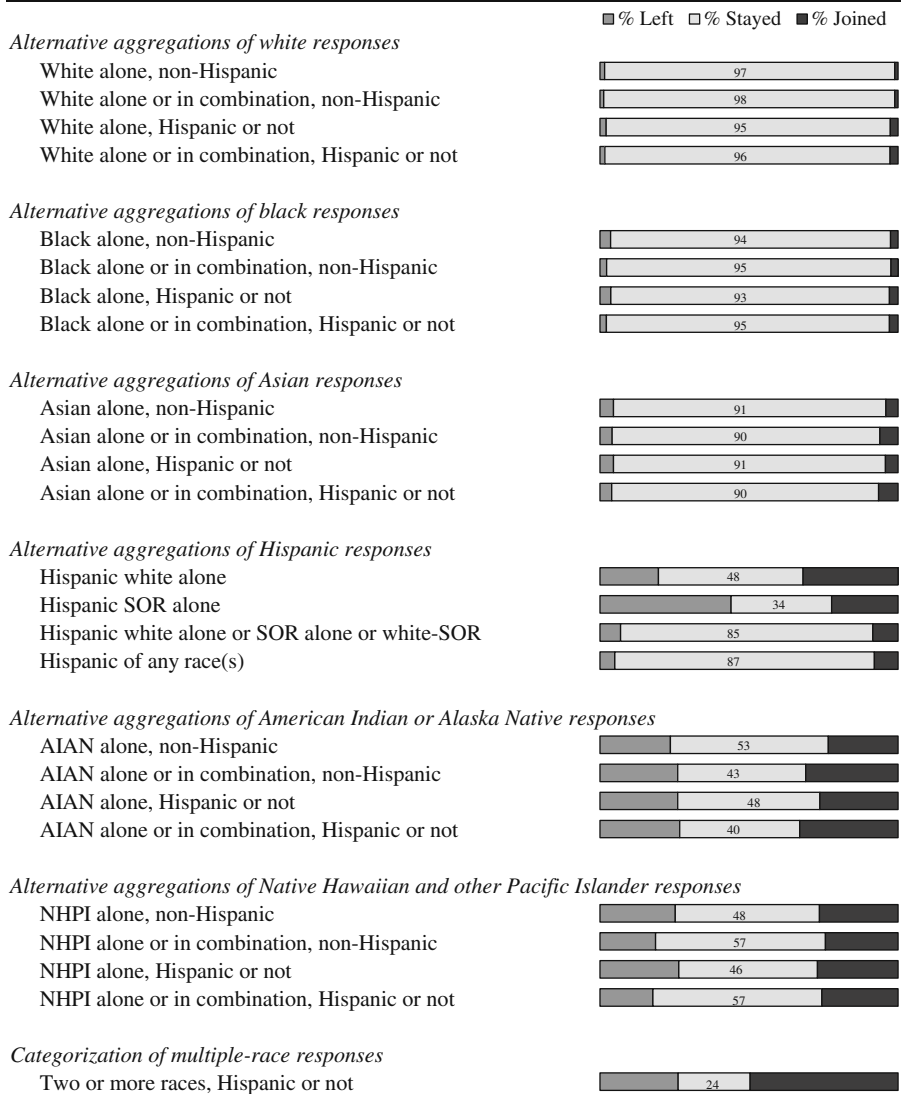 % Left % Stayed % Joined
Alternative aggregations of white responses
White alone, non-Hispanic 97
White alone or in combination, non-Hispanic 98
White alone, Hispanic or not 95
White alone or in combination, Hispanic or not 96
Alternative aggregations of black responses
Black alone, non-Hispanic 94
Black alone or in combination, non-Hispanic 95
Black alone, Hispanic or not 93
Black alone or in combination, Hispanic or not 95
Alternative aggregations of Asian responses
Asian alone, non-Hispanic 91
Asian alone or in combination, non-Hispanic 90
Asian alone, Hispanic or not 91
Asian alone or in combination, Hispanic or not 90
Alternative aggregations of Hispanic responses
Hispanic white alone 48
Hispanic SOR alone 34
Hispanic white alone or SOR alone or white-SOR 85
Hispanic of any race(s) 87
Alternative aggregations of American Indian or Alaska Native responses
AIAN alone, non-Hispanic 53
AIAN alone or in combination, non-Hispanic 43
AIAN alone, Hispanic or not 48
AIAN alone or in combination, Hispanic or not 40
Alternative aggregations of Native Hawaiian and other Pacific Islander responses
NHPI alone, non-Hispanic 48
NHPI alone or in combination, non-Hispanic 57
NHPI alone, Hispanic or not 46
NHPI alone or in combination, Hispanic or not 57
Categorization of multiple-race responses
Two or more races, Hispanic or not 24